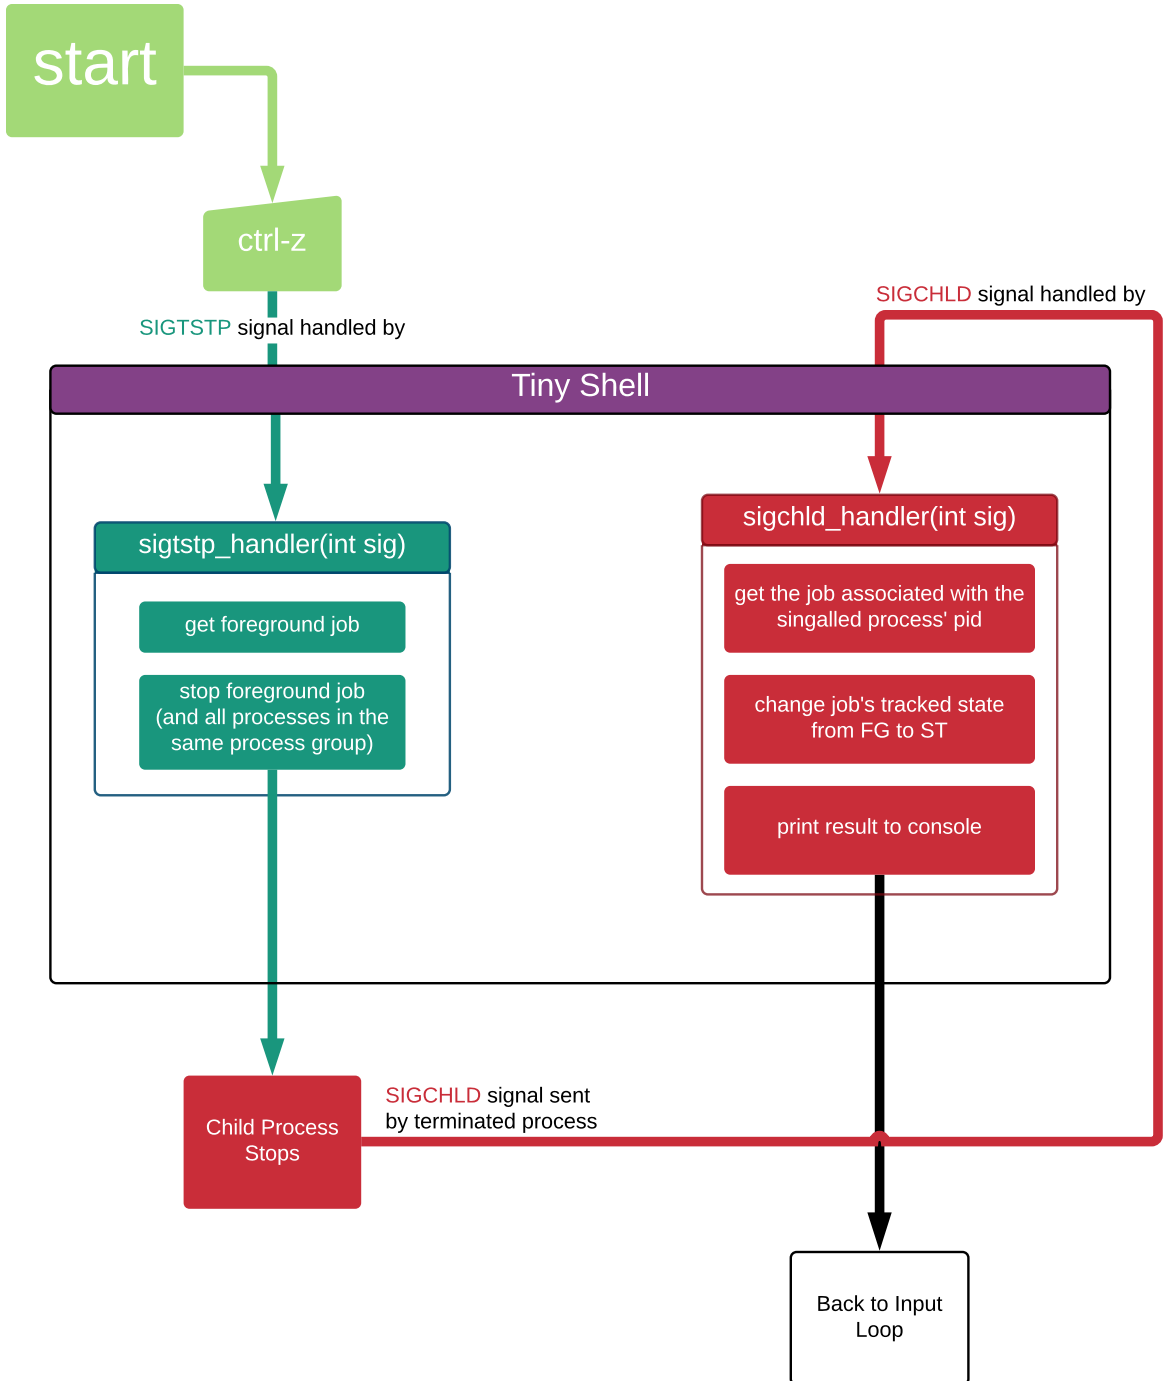 start
ctrl-z
SIGTSTP signal handled by
SIGCHLD signal handled by
Tiny Shell
sigtstp_handler(int sig)
get foreground job
stop foreground job
(and all processes in the
same process group)
sigchld_handler(int sig)
get the job associated with the
singalled process' pid
change job's tracked state
from FG to ST
print result to console
Child Process
Stops
SIGCHLD signal sent
by terminated process
Back to Input
Loop